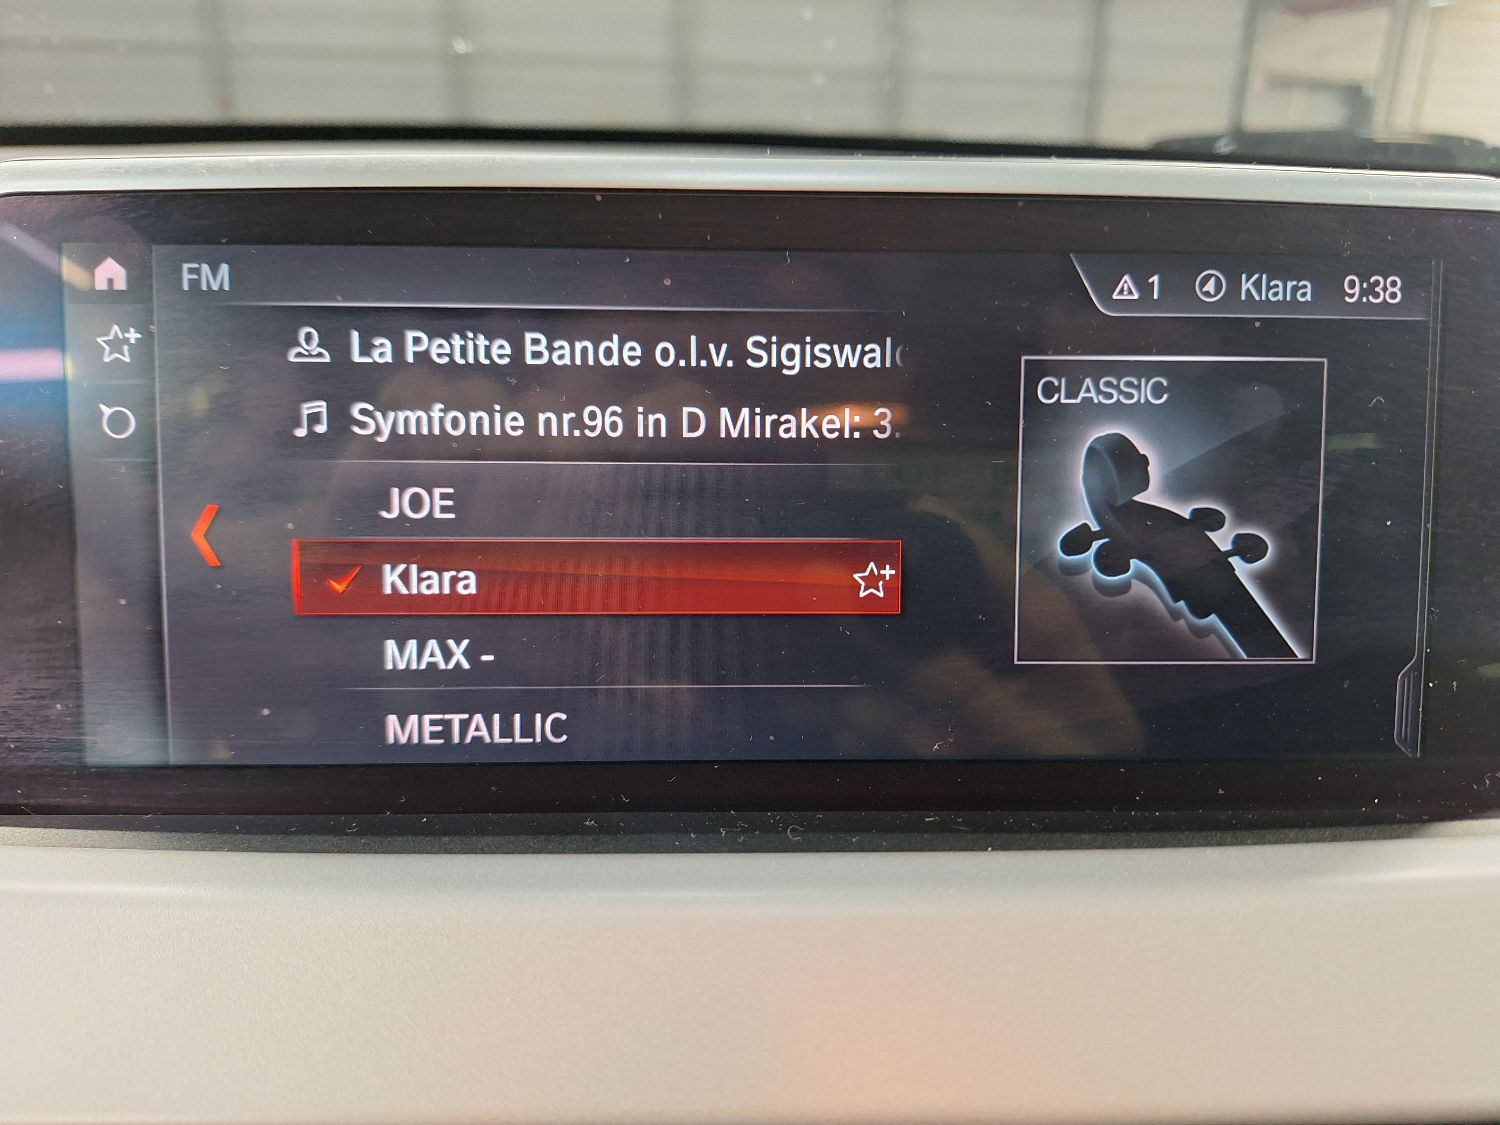 FM
1 Klara 9:38
La Petite Bande o.l.v. Sigiswal
Symfonie nr.96 in D Mirakel: 3.
CLASSIC
JOE
Klara
MAX -
METALLIC